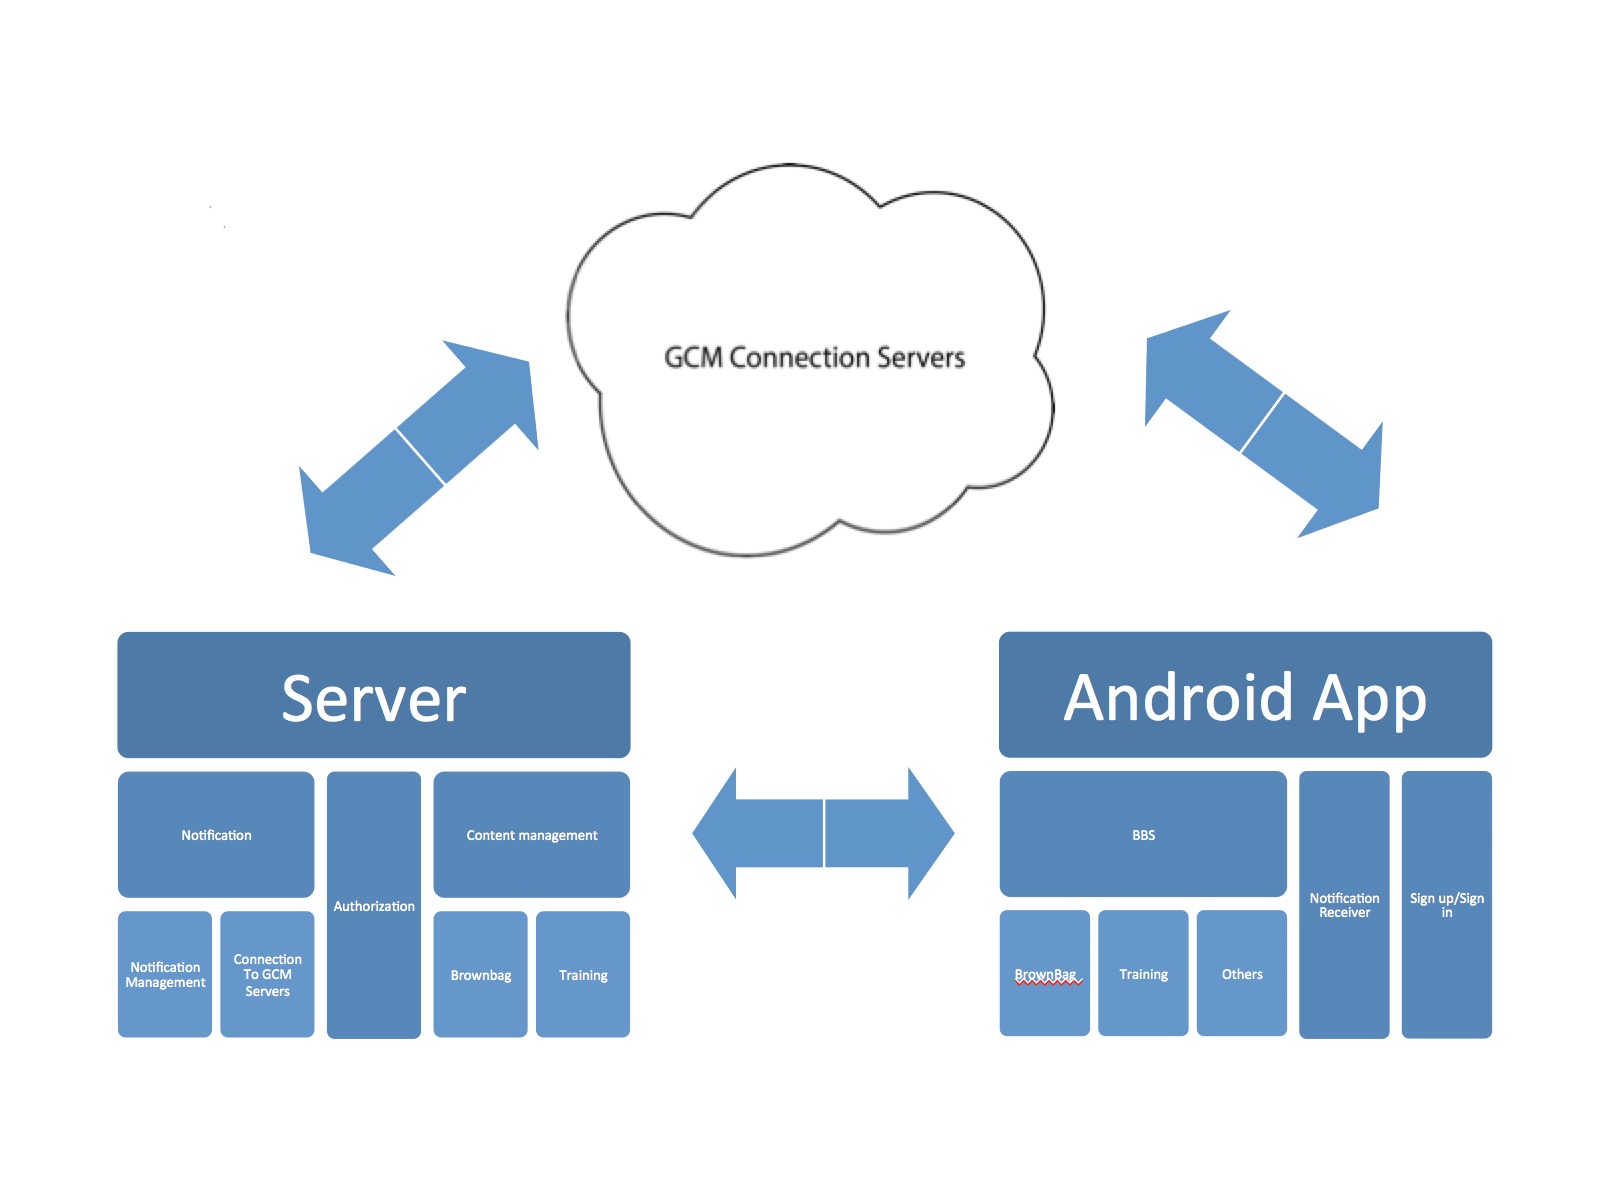 GCM Connection Servers
Server
Notification
Authorization
Content management
Notification
Management
Connection
To GCM
Servers
Brownbag
Training
Android App
BBS
Notification
Receiver
Sign up/Sign
in
BrownBag
Training
Others